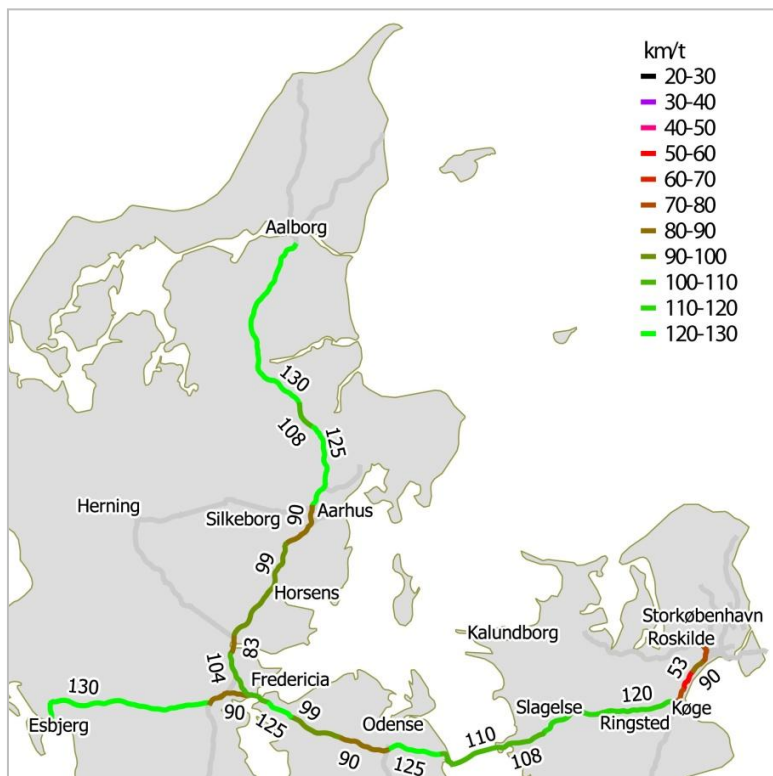 km/t
20-30
30-40
40-50
50-60
60-70
70-80
80-90
90-100
100-110
110-120
120-130
Aalborg
130
108
125
Herning
Silkeborg
90
Aarhus
99
Horsens
83
104
Storkøbenhavn
Roskilde
Kalundborg
53
90
130
Fredericia
Esbjerg
90
125
99
Odense
90
125
110
108
Slagelse
120
Ringsted
Køge